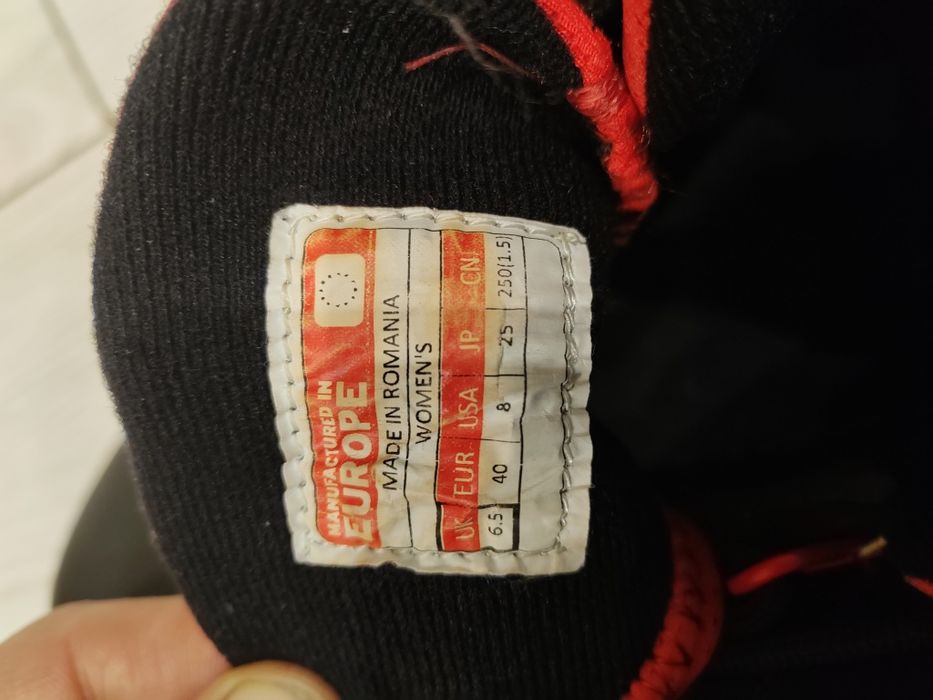 MANUFACTURED IN
EUROPE
MADE IN ROMANIA
WOMEN'S
UK EUR USA JP CN
6.5 40 8 25 250(1.5)